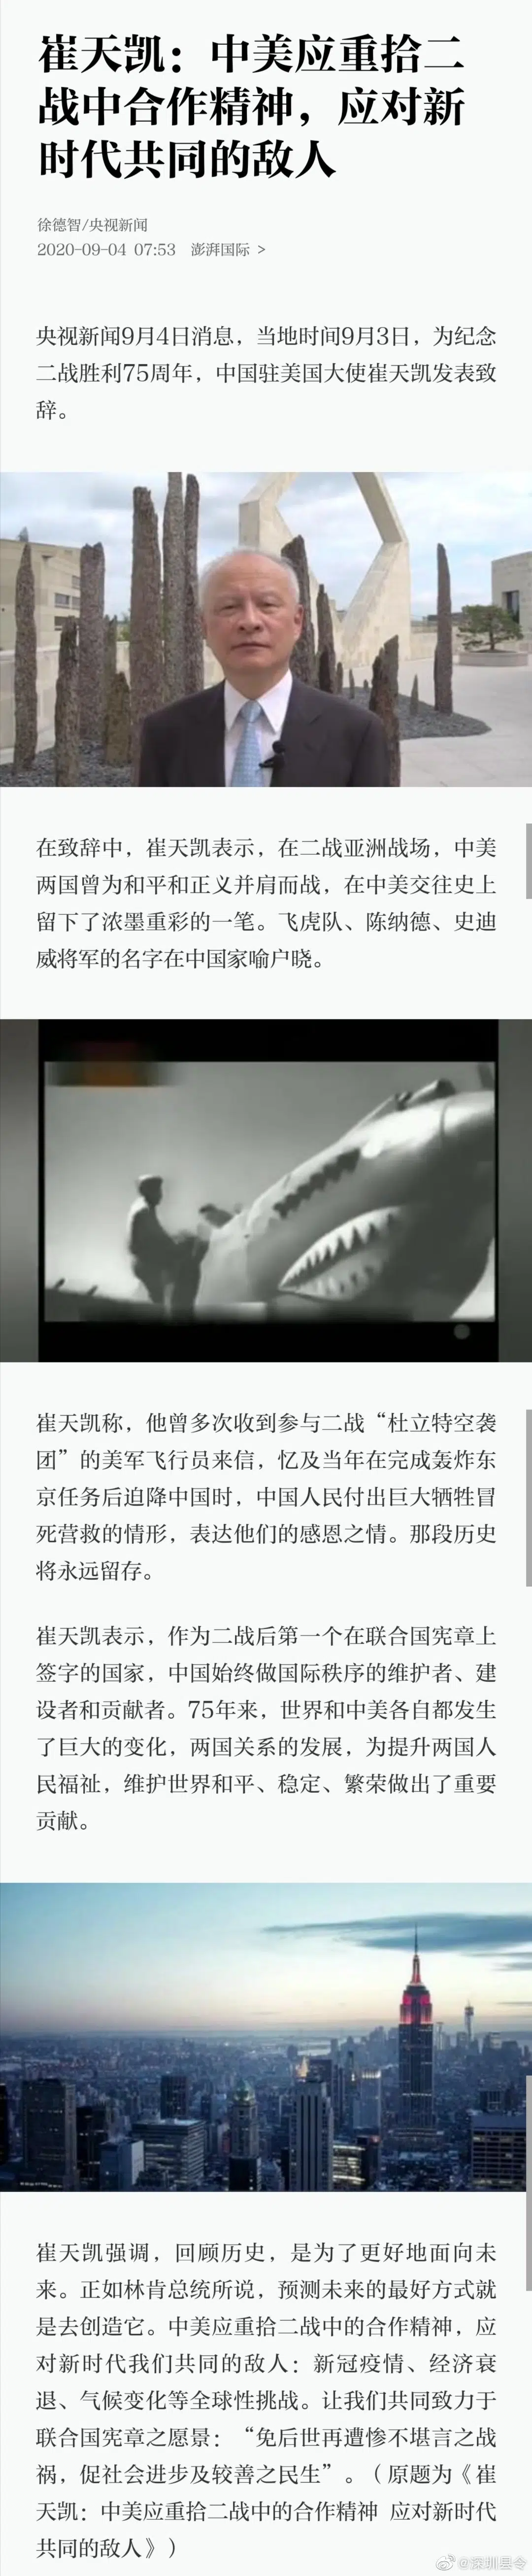 崔天凯：中美应重拾二
战中合作精神，应对新
时代共同的敌人
徐德智/央视新闻
2020-09-04 07:53 澎湃国际 >
央视新闻9月4日消息，当地时间9月3日，为纪念
二战胜利75周年，中国驻美国大使崔天凯发表致
辞。
在致辞中，崔天凯表示，在二战亚洲战场，中美
两国曾为和平和正义并肩而战，在中美交往史上
留下了浓墨重彩的一笔。飞虎队、陈纳德、史迪
威将军的名字在中国家喻户晓。
崔天凯称，他曾多次收到参与二战“杜立特空袭
团”的美军飞行员来信，忆及当年在完成轰炸东
京任务后迫降中国时，中国人民付出巨大牺牲冒
死营救的情形，表达他们的感恩之情。那段历史
将永远留存。
崔天凯表示，作为二战后第一个在联合国宪章上
签字的国家，中国始终做国际秩序的维护者、建
设者和贡献者。75年来，世界和中美各自都发生
了巨大的变化，两国关系的发展，为提升两国人
民福祉，维护世界和平、稳定、繁荣做出了重要
贡献。
崔天凯强调，回顾历史，是为了更好地面向未
来。正如林肯总统所说，预测未来的最好方式就
是去创造它。中美应重拾二战中的合作精神，应
对新时代我们共同的敌人：新冠疫情、经济衰
退、气候变化等全球性挑战。让我们共同致力于
联合国宪章之愿景：“免后世再遭惨不堪言之战
祸，促社会进步及较善之民生”。（原题为《崔
天凯：中美应重拾二战中的合作精神 应对新时代
共同的敌人》）
@深圳县令